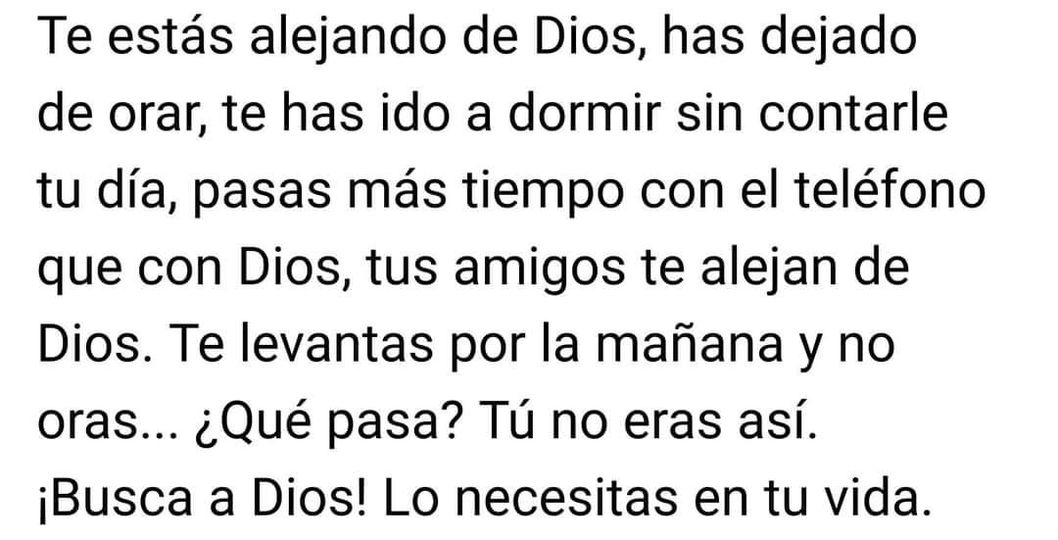 Te estás alejando de Dios, has dejado
de orar, te has ido a dormir sin contarle
tu día, pasas más tiempo con el teléfono
que con Dios, tus amigos te alejan de
Dios. Te levantas por la mañana y no
oras... ¿Qué pasa? Tú no eras así.
¡Busca a Dios! Lo necesitas en tu vida.